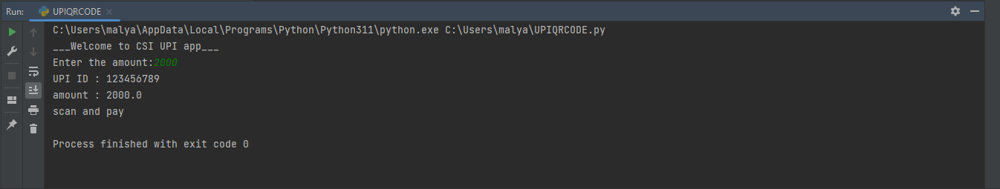 Run: UPIQRCODE
C:\Users\malya\AppData\Local\Programs\Python\Python311\python.exe C:\Users\malya\UPIQRCODE.py
___Welcome to CSI UPI app___
Enter the amount:2000
UPI ID : 123456789
amount : 2000.0
scan and pay
Process finished with exit code 0